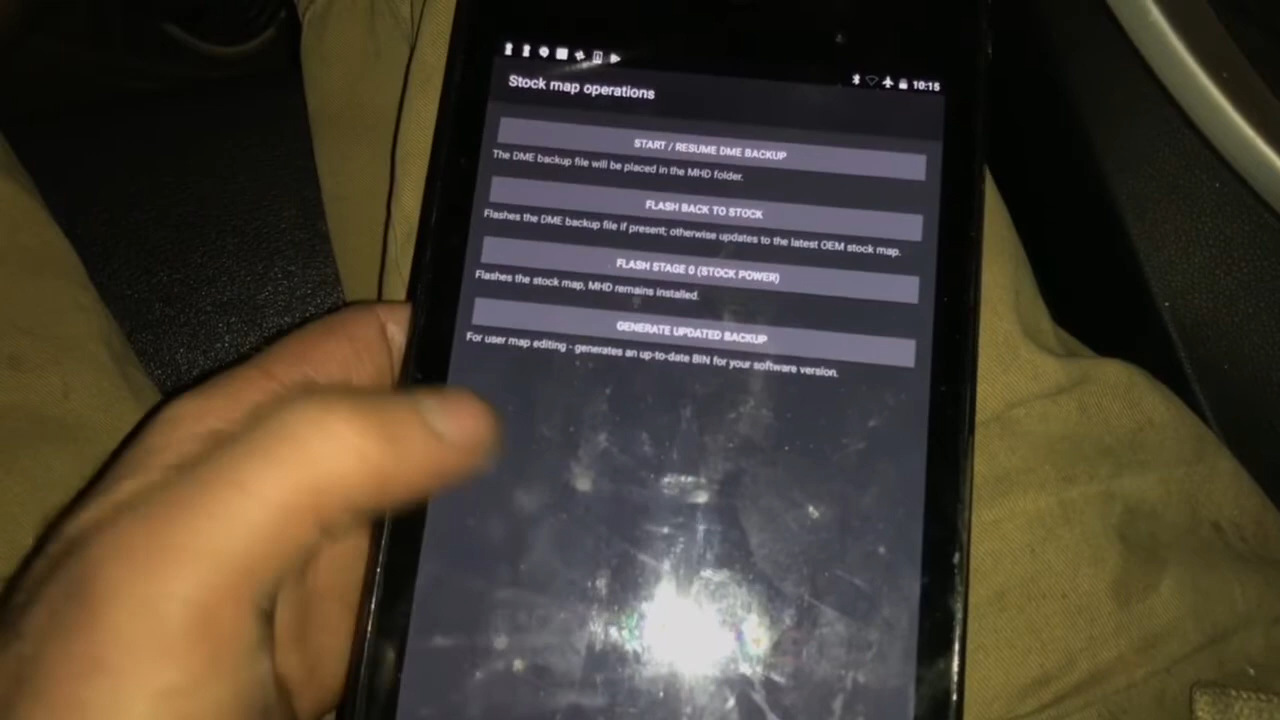 10:15
Stock map operations
START / RESUME DME BACKUP
The DME backup file will be placed in the MHD folder.
FLASH BACK TO STOCK
Flashes the DME backup file if present; otherwise updates to the latest OEM stock map.
FLASH STAGE 0 (STOCK POWER)
Flashes the stock map, MHD remains installed.
GENERATE UPDATED BACKUP
For user map editing - generates an up-to-date BIN for your software version.